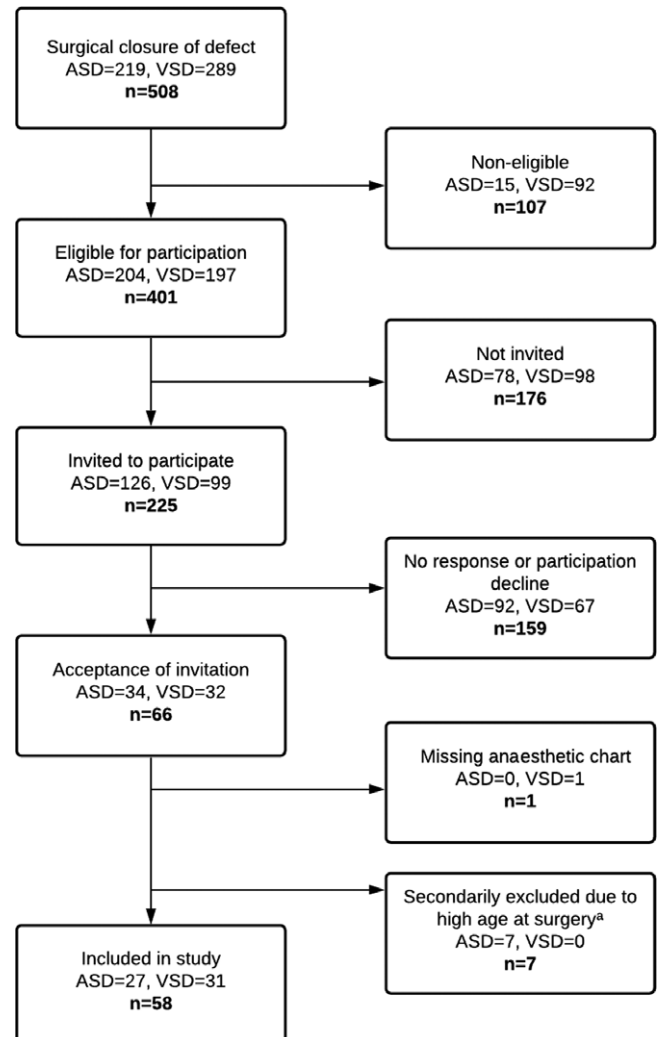 Surgical closure of defect
ASD=219, VSD=289
n=508
Non-eligible
ASD=15, VSD=92
n=107
Eligible for participation
ASD=204, VSD=197
n=401
Not invited
ASD=78, VSD=98
n=176
Invited to participate
ASD=126, VSD=99
n=225
No response or participation
decline
ASD=92, VSD=67
n=159
Acceptance of invitation
ASD=34, VSD=32
n=66
Missing anaesthetic chart
ASD=0, VSD=1
n=1
Secondarily excluded due to
high age at surgeryᵃ
ASD=7, VSD=0
n=7
Included in study
ASD=27, VSD=31
n=58